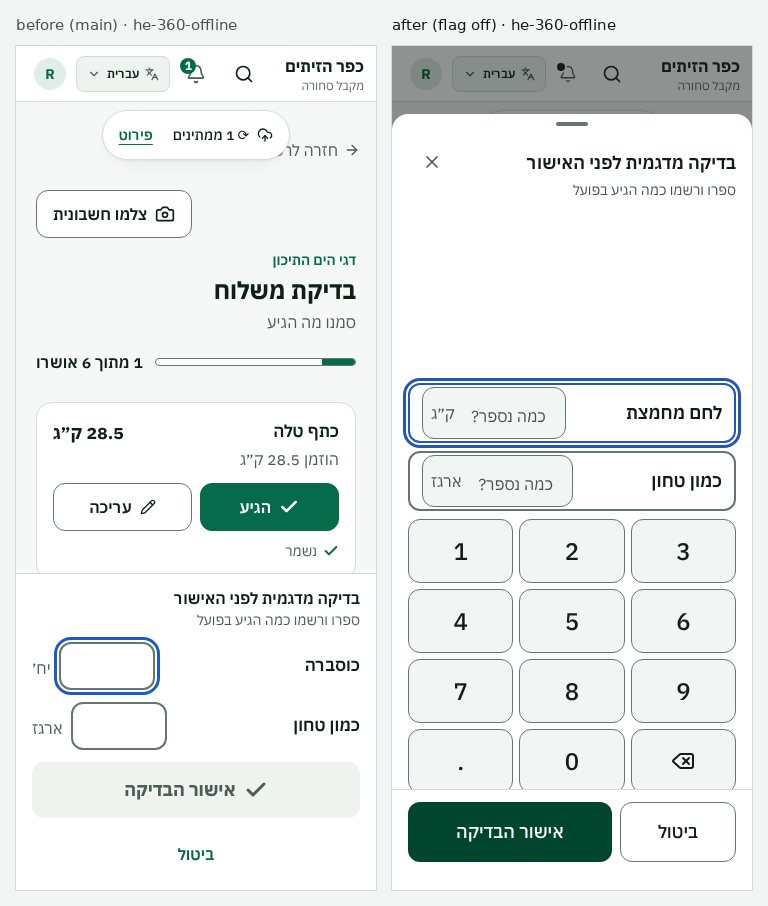 before (main) · he-360-offline
כפר הזיתים
מקבל סחורה
1
עברית
R
1 ממתינים
פירוט
חזרה לר
צלמו חשבונית
דגי הים התיכון
בדיקת משלוח
סמנו מה הגיע
1 מתוך 6 אושרו
כתף טלה
28.5 ק״ג
הוזמן 28.5 ק״ג
הגיע
עריכה
נשמר
בדיקה מדגמית לפני האישור
ספרו ורשמו כמה הגיע בפועל
כוסברה
יח׳
כמון טחון
ארגז
אישור הבדיקה
ביטול
after (flag off) · he-360-offline
כפר הזיתים
מקבל סחורה
עברית
R
בדיקה מדגמית לפני האישור
ספרו ורשמו כמה הגיע בפועל
לחם מחמצת
כמה נספר?
ק״ג
כמון טחון
כמה נספר?
ארגז
1 2 3
4 5 6
7 8 9
. 0
ביטול
אישור הבדיקה